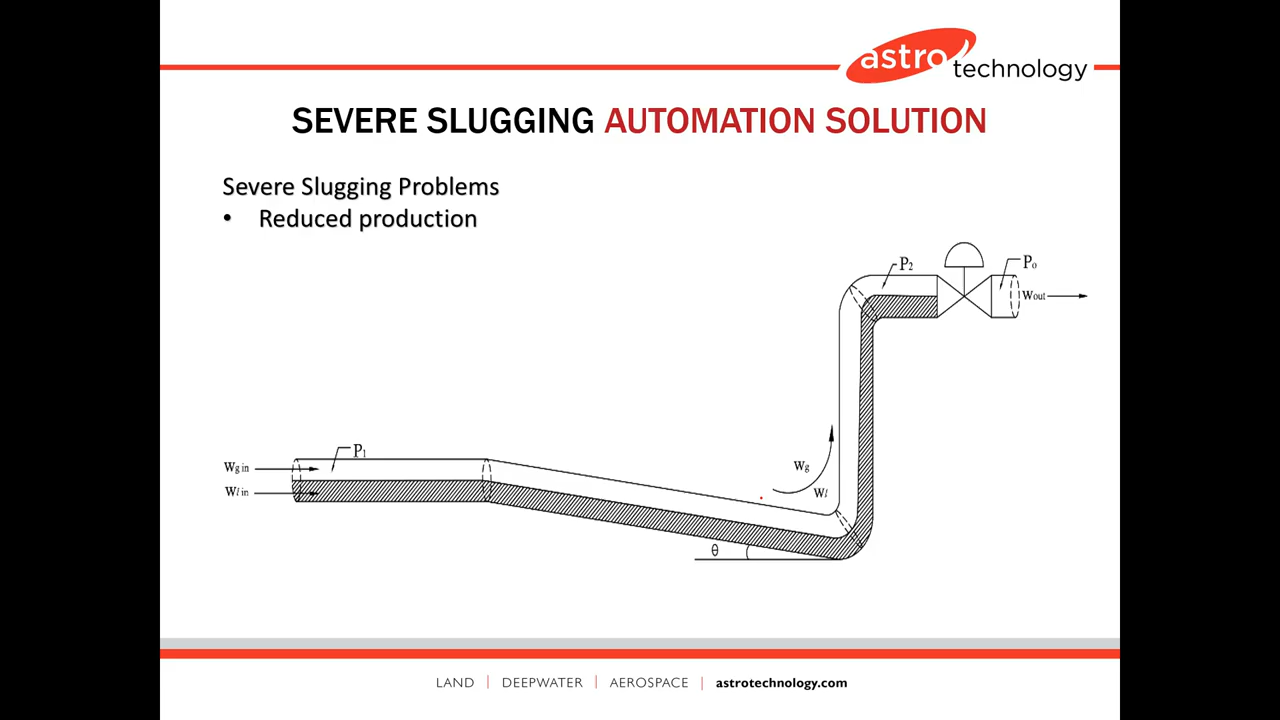 astro technology
SEVERE SLUGGING AUTOMATION SOLUTION
Severe Slugging Problems
• Reduced production
P2
Po
Wout
P1
Wg in
Wl in
Wg
Wl
θ
LAND | DEEPWATER | AEROSPACE | astrotechnology.com